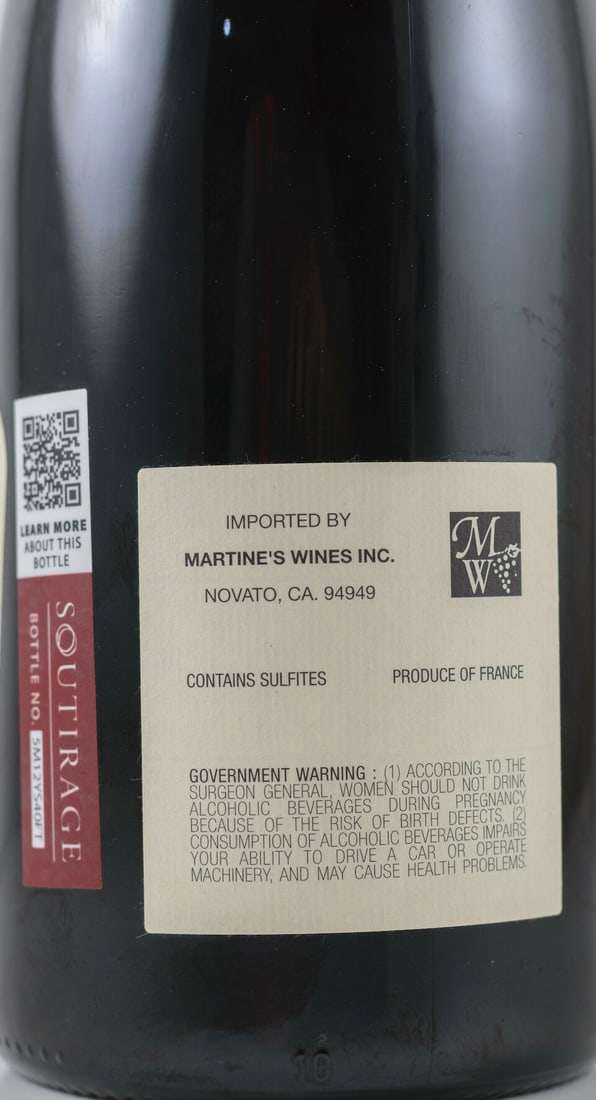 LEARN MORE
ABOUT THIS
BOTTLE
SOUTIRAGE
BOTTLE NO. 5M12YS40FT
IMPORTED BY
MARTINE'S WINES INC.
NOVATO, CA. 94949
MW
CONTAINS SULFITES
PRODUCE OF FRANCE
GOVERNMENT WARNING : (1) ACCORDING TO THE
SURGEON GENERAL, WOMEN SHOULD NOT DRINK
ALCOHOLIC BEVERAGES DURING PREGNANCY
BECAUSE OF THE RISK OF BIRTH DEFECTS. (2)
CONSUMPTION OF ALCOHOLIC BEVERAGES IMPAIRS
YOUR ABILITY TO DRIVE A CAR OR OPERATE
MACHINERY, AND MAY CAUSE HEALTH PROBLEMS.